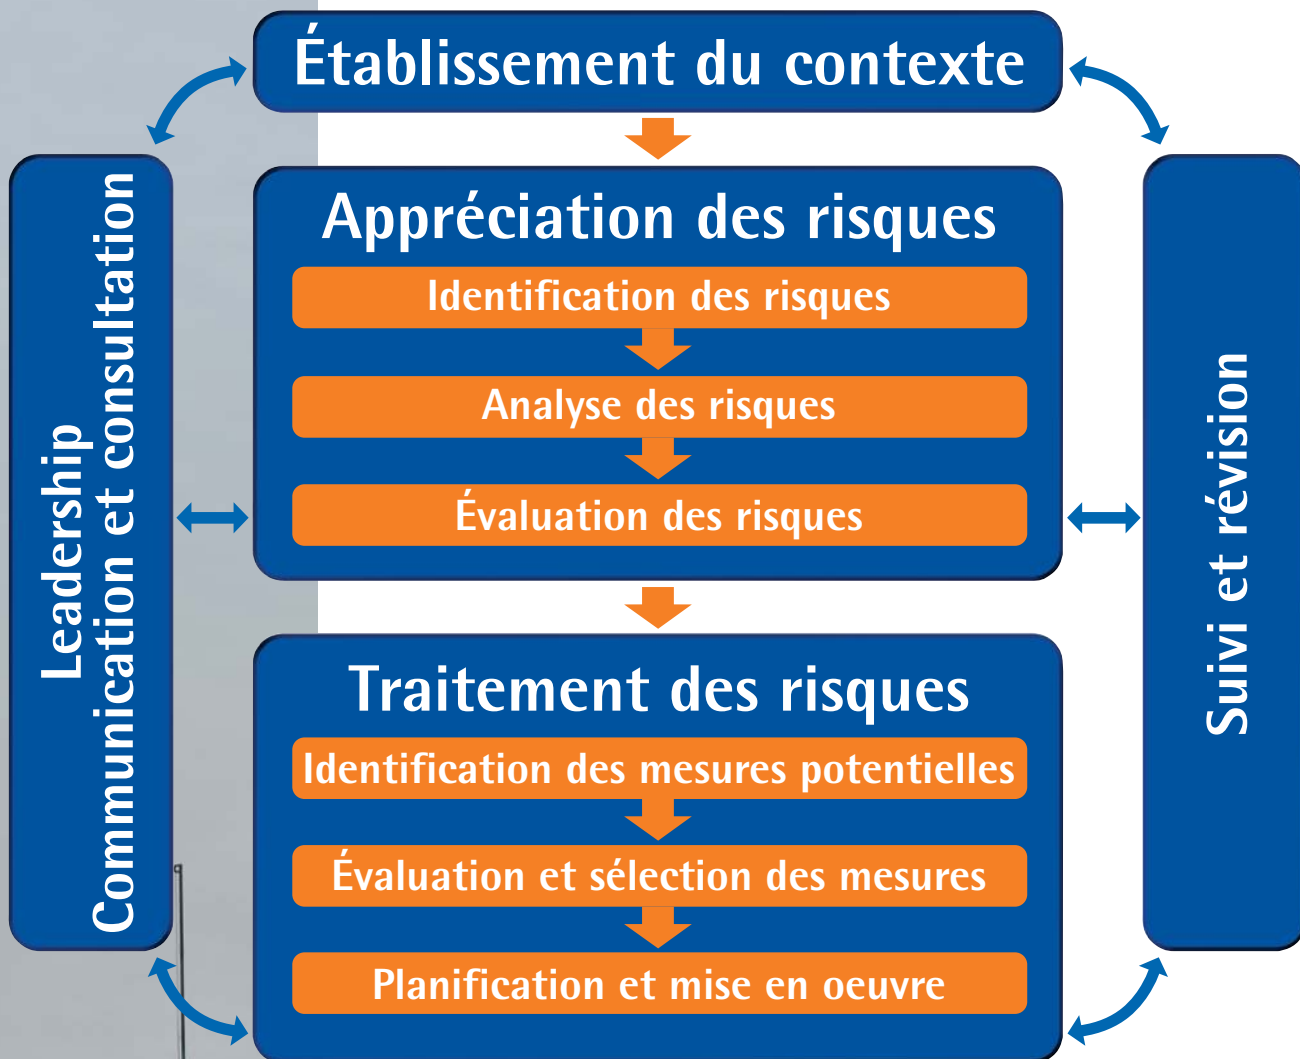 Établissement du contexte
Leadership
Communication et consultation
Appréciation des risques
Identification des risques
Analyse des risques
Évaluation des risques
Traitement des risques
Identification des mesures potentielles
Évaluation et sélection des mesures
Planification et mise en oeuvre
Suivi et révision